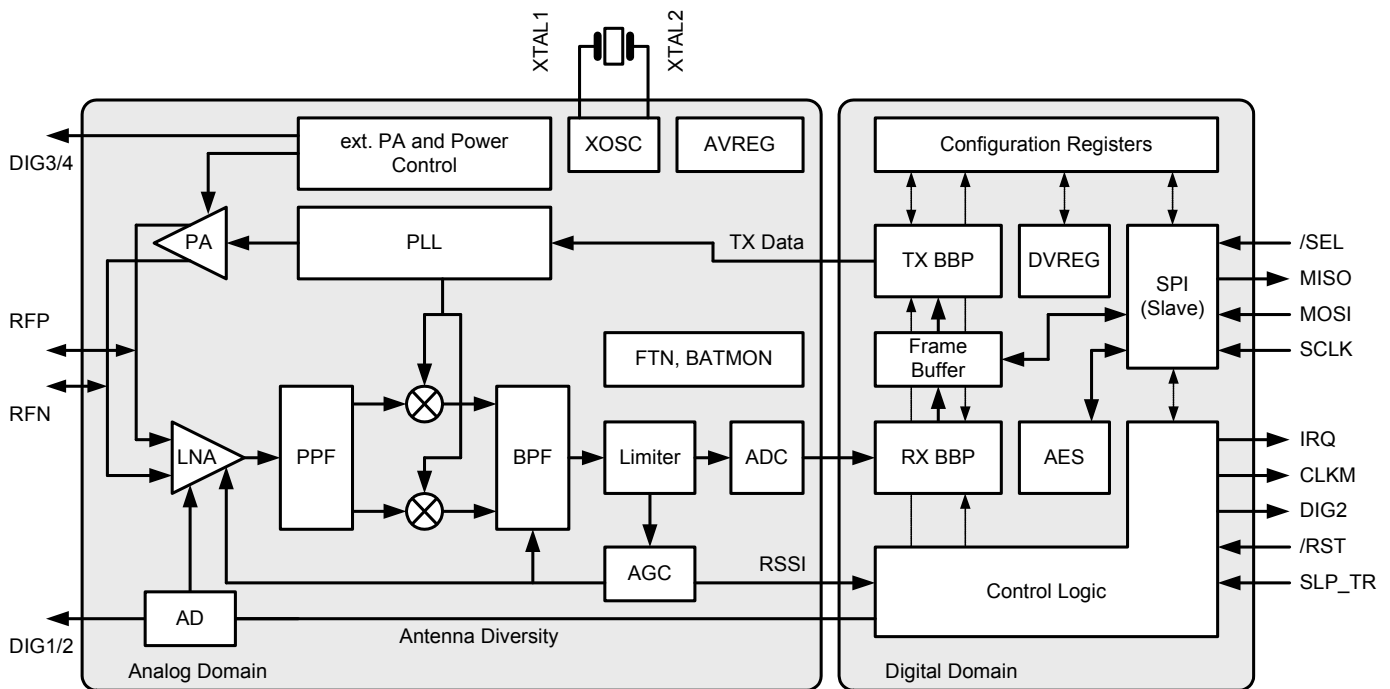 XTAL1
XTAL2
DIG3/4
ext. PA and Power
Control
XOSC
AVREG
Configuration Registers
PA
PLL
TX Data
TX BBP
DVREG
SPI
(Slave)
/SEL
MISO
MOSI
SCLK
RFP
RFN
FTN, BATMON
Frame
Buffer
LNA
PPF
BPF
Limiter
ADC
RX BBP
AES
IRQ
CLKM
DIG2
/RST
SLP_TR
AGC
RSSI
Control Logic
AD
DIG1/2
Antenna Diversity
Analog Domain
Digital Domain